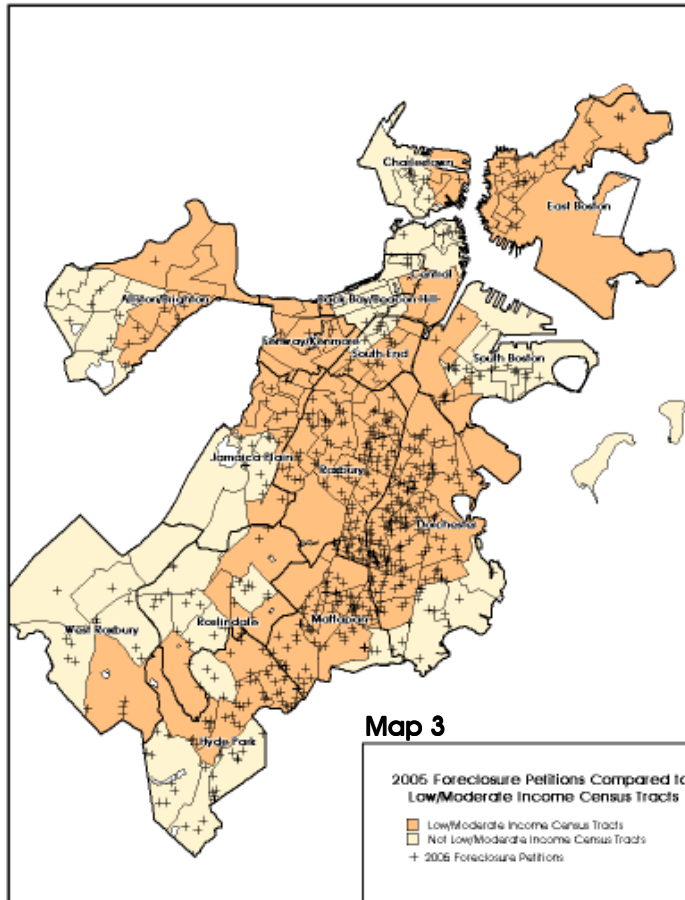 Charlestown
East Boston
Central
Allston/Brighton
Back Bay/Beacon Hill
Fenway/Kenmore
South End
South Boston
Jamaica Plain
Roxbury
Dorchester
West Roxbury
Roslindale
Mattapan
Hyde Park
Map 3
2005 Foreclosure Petitions Compared to
Low/Moderate Income Census Tracts
Low/Moderate Income Census Tracts
Not Low/Moderate Income Census Tracts
2005 Foreclosure Petitions